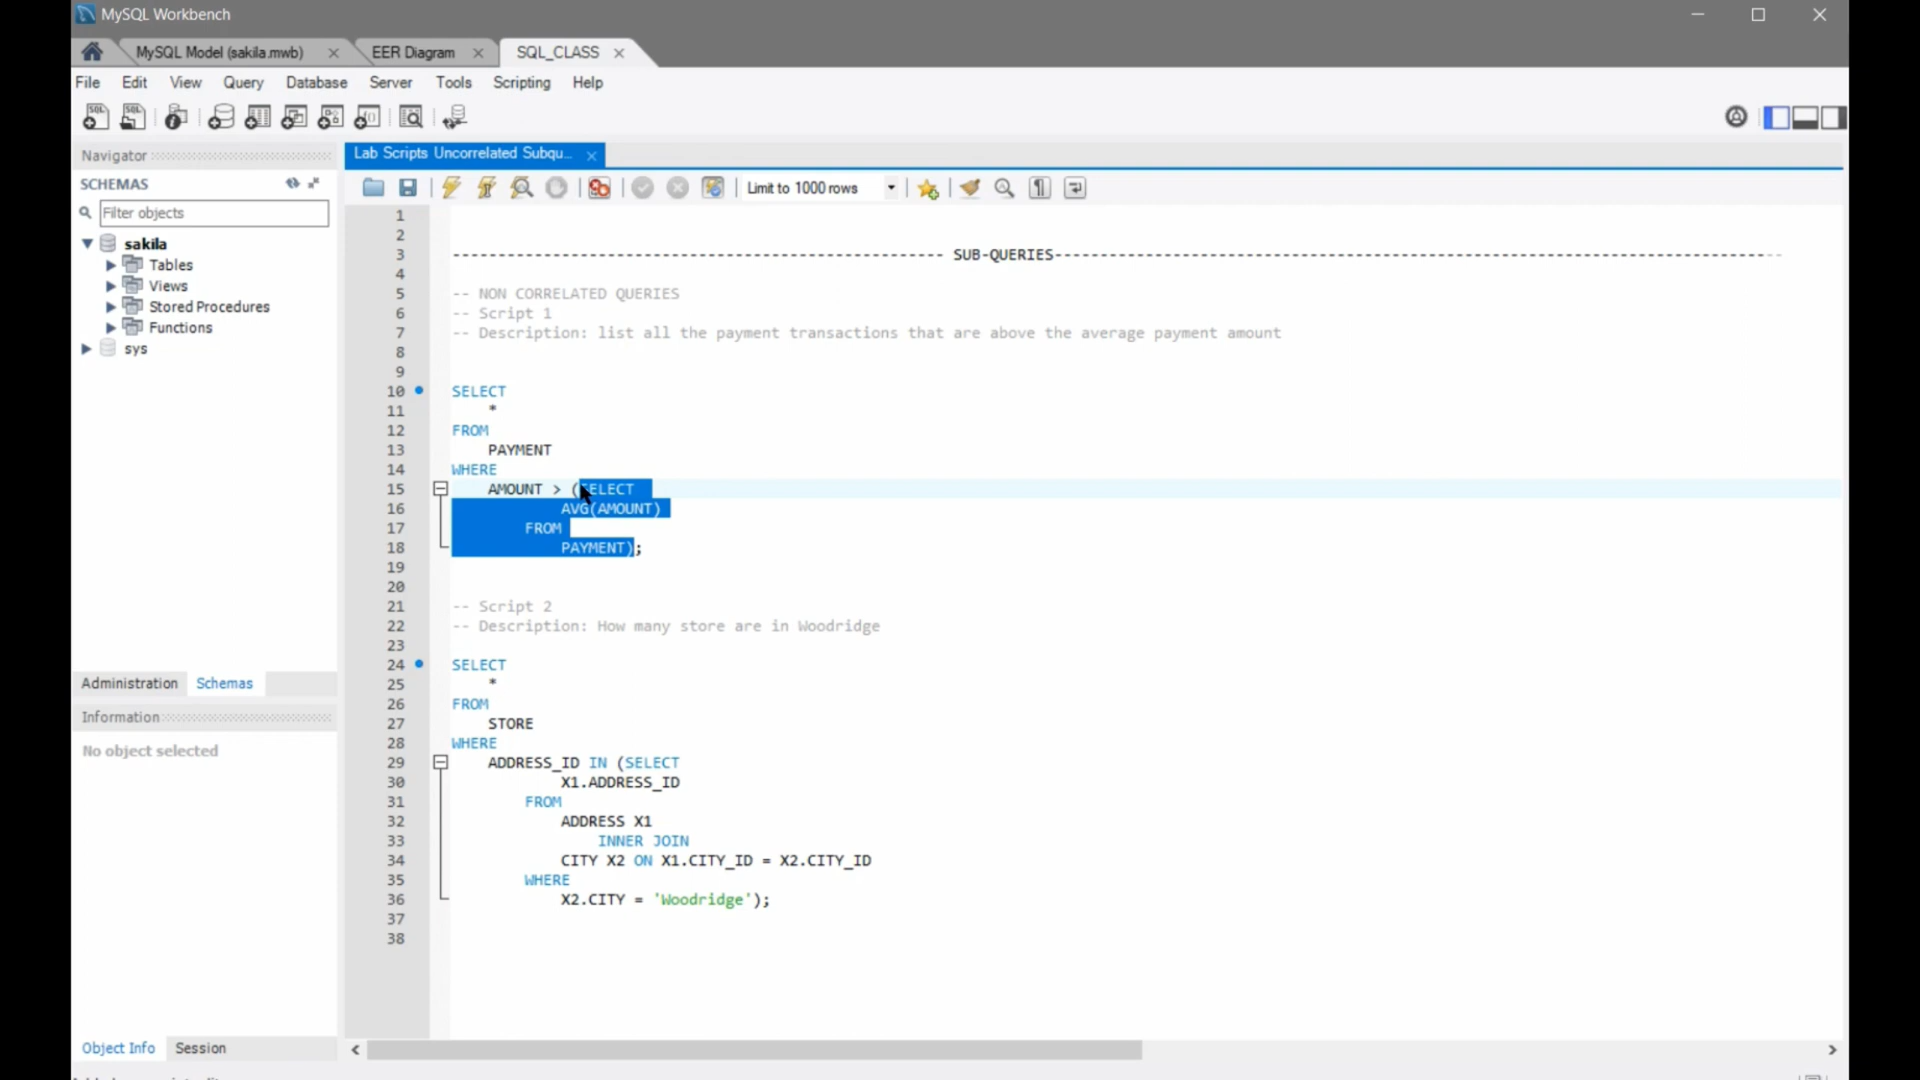 MySQL Workbench
MySQL Model (sakila.mwb)
EER Diagram
SQL_CLASS
File Edit View Query Database Server Tools Scripting Help
Navigator
Lab Scripts Uncorrelated Subqu...
SCHEMAS
Limit to 1000 rows
Filter objects
sakila
Tables
Views
Stored Procedures
Functions
sys
Administration Schemas
Information
No object selected
Object Info Session
1
2
3 ------------------------------------------------------ SUB-QUERIES--------------------------------------------------------------------------------
4
5 -- NON CORRELATED QUERIES
6 -- Script 1
7 -- Description: list all the payment transactions that are above the average payment amount
8
9
10 SELECT
11 *
12 FROM
13 PAYMENT
14 WHERE
15 AMOUNT > (SELECT
16 AVG(AMOUNT)
17 FROM
18 PAYMENT);
19
20
21 -- Script 2
22 -- Description: How many store are in Woodridge
23
24 SELECT
25 *
26 FROM
27 STORE
28 WHERE
29 ADDRESS_ID IN (SELECT
30 X1.ADDRESS_ID
31 FROM
32 ADDRESS X1
33 INNER JOIN
34 CITY X2 ON X1.CITY_ID = X2.CITY_ID
35 WHERE
36 X2.CITY = 'Woodridge');
37
38